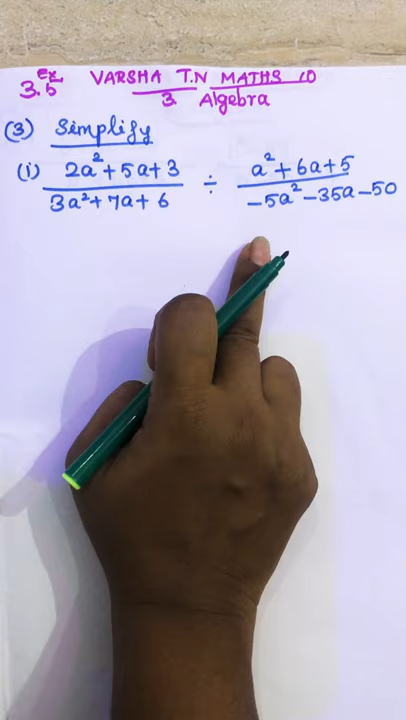 Ex 3.5 VARSHA T.N MATHS 10
3. Algebra
(3) Simplify
(i) 2a²+5a+3 / 3a²+7a+6 ÷ a²+6a+5 / -5a²-35a-50